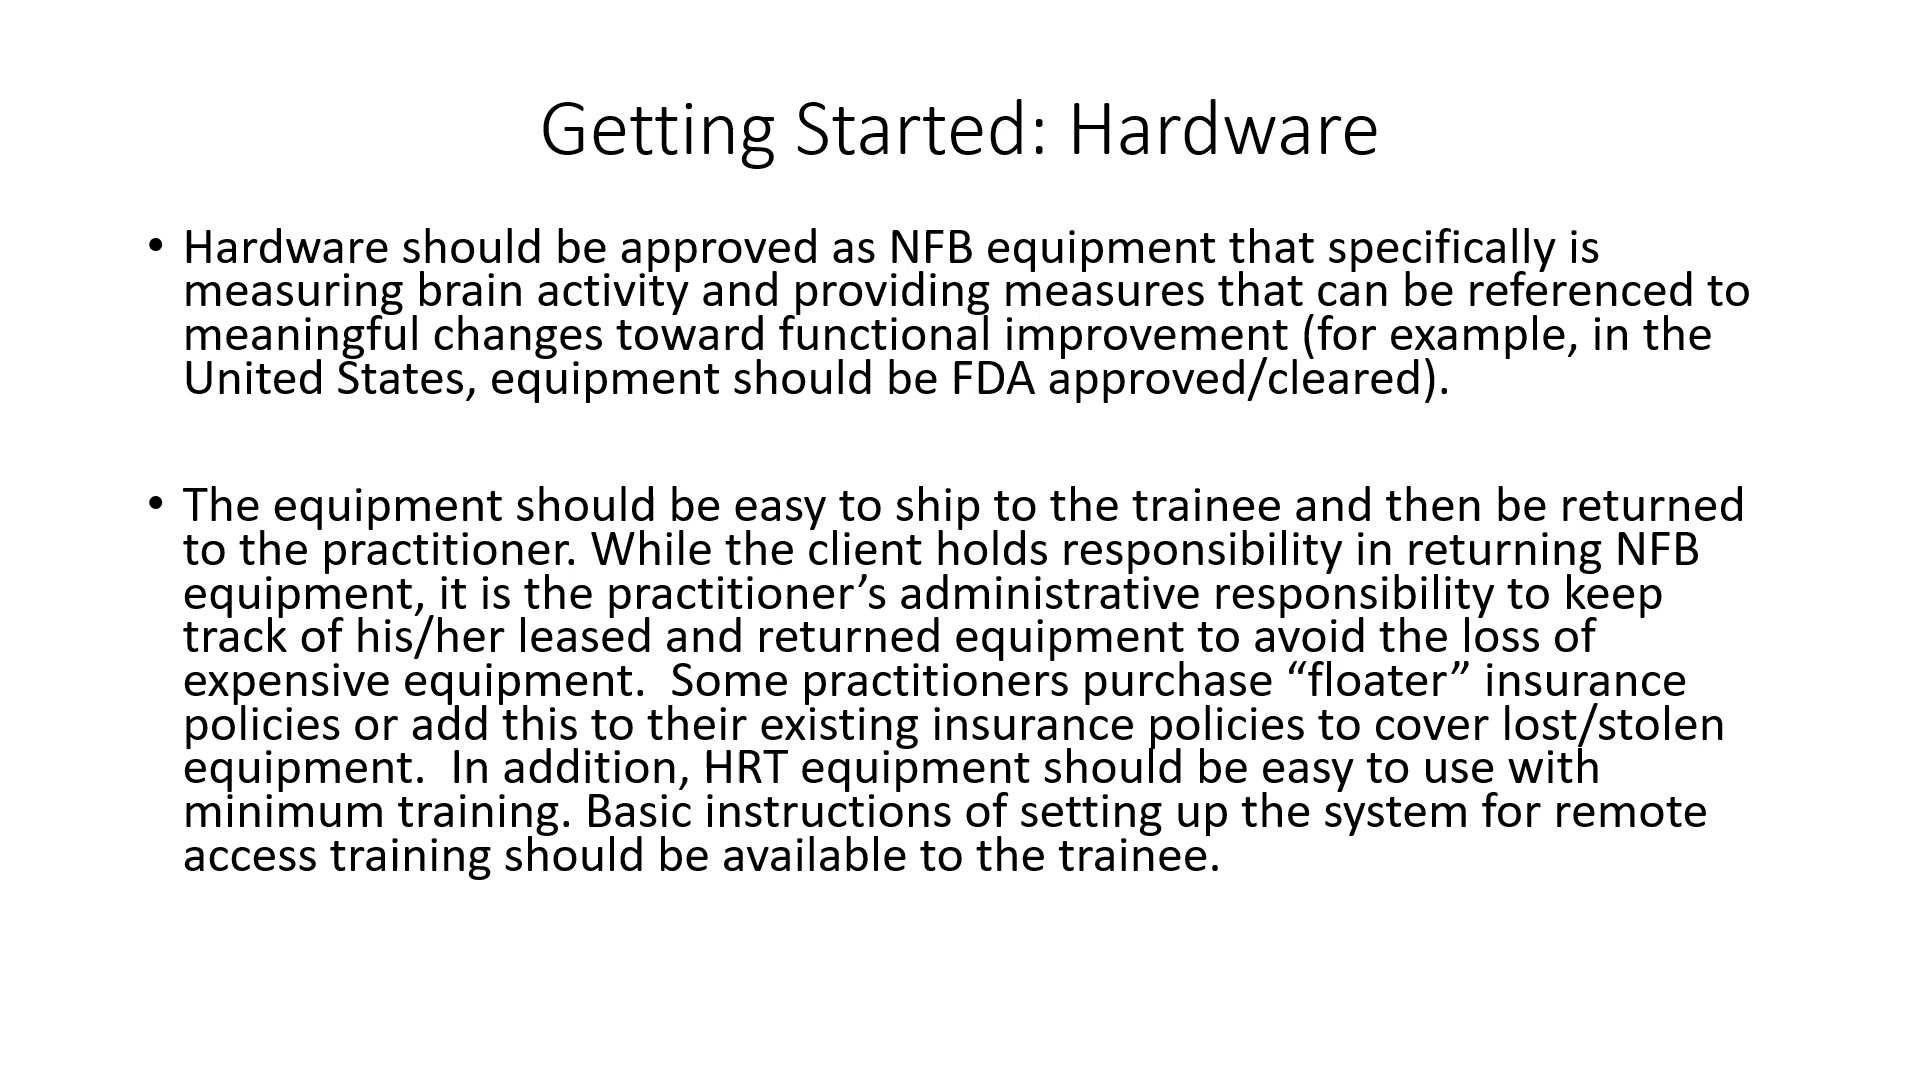 Getting Started: Hardware
• Hardware should be approved as NFB equipment that specifically is
measuring brain activity and providing measures that can be referenced to
meaningful changes toward functional improvement (for example, in the
United States, equipment should be FDA approved/cleared).
• The equipment should be easy to ship to the trainee and then be returned
to the practitioner. While the client holds responsibility in returning NFB
equipment, it is the practitioner’s administrative responsibility to keep
track of his/her leased and returned equipment to avoid the loss of
expensive equipment.  Some practitioners purchase “floater” insurance
policies or add this to their existing insurance policies to cover lost/stolen
equipment.  In addition, HRT equipment should be easy to use with
minimum training. Basic instructions of setting up the system for remote
access training should be available to the trainee.